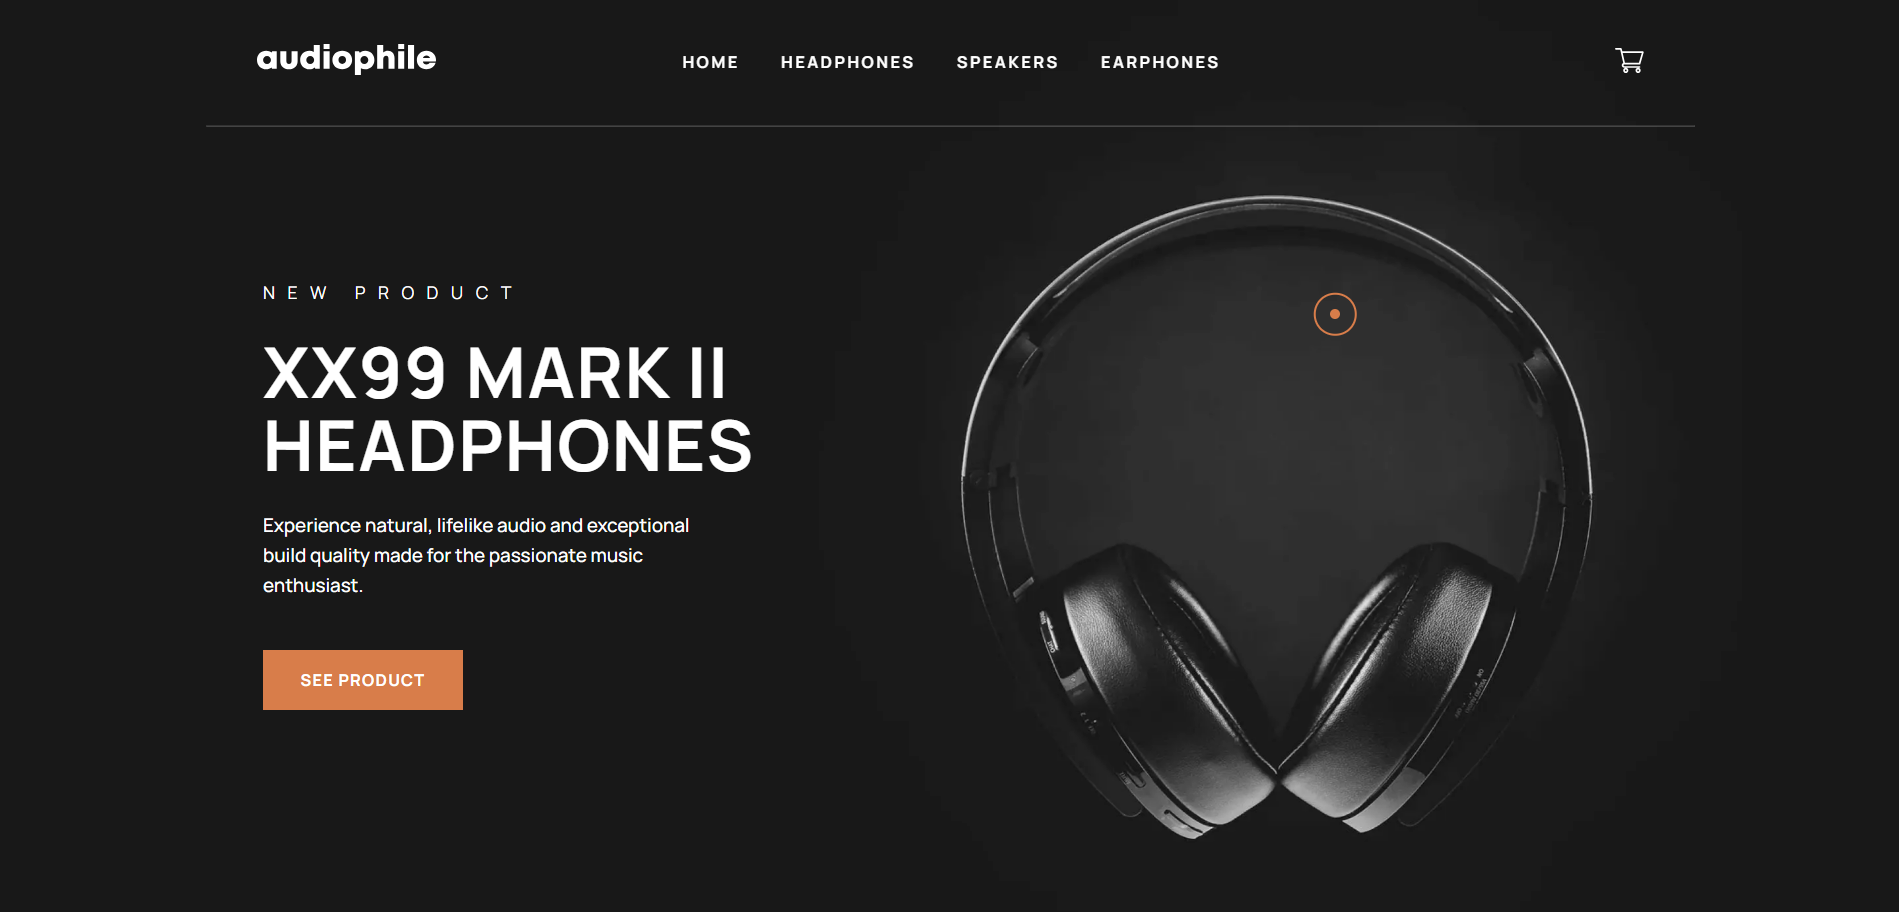 audiophile
HOME HEADPHONES SPEAKERS EARPHONES
NEW PRODUCT
XX99 MARK II
HEADPHONES
Experience natural, lifelike audio and exceptional
build quality made for the passionate music
enthusiast.
SEE PRODUCT